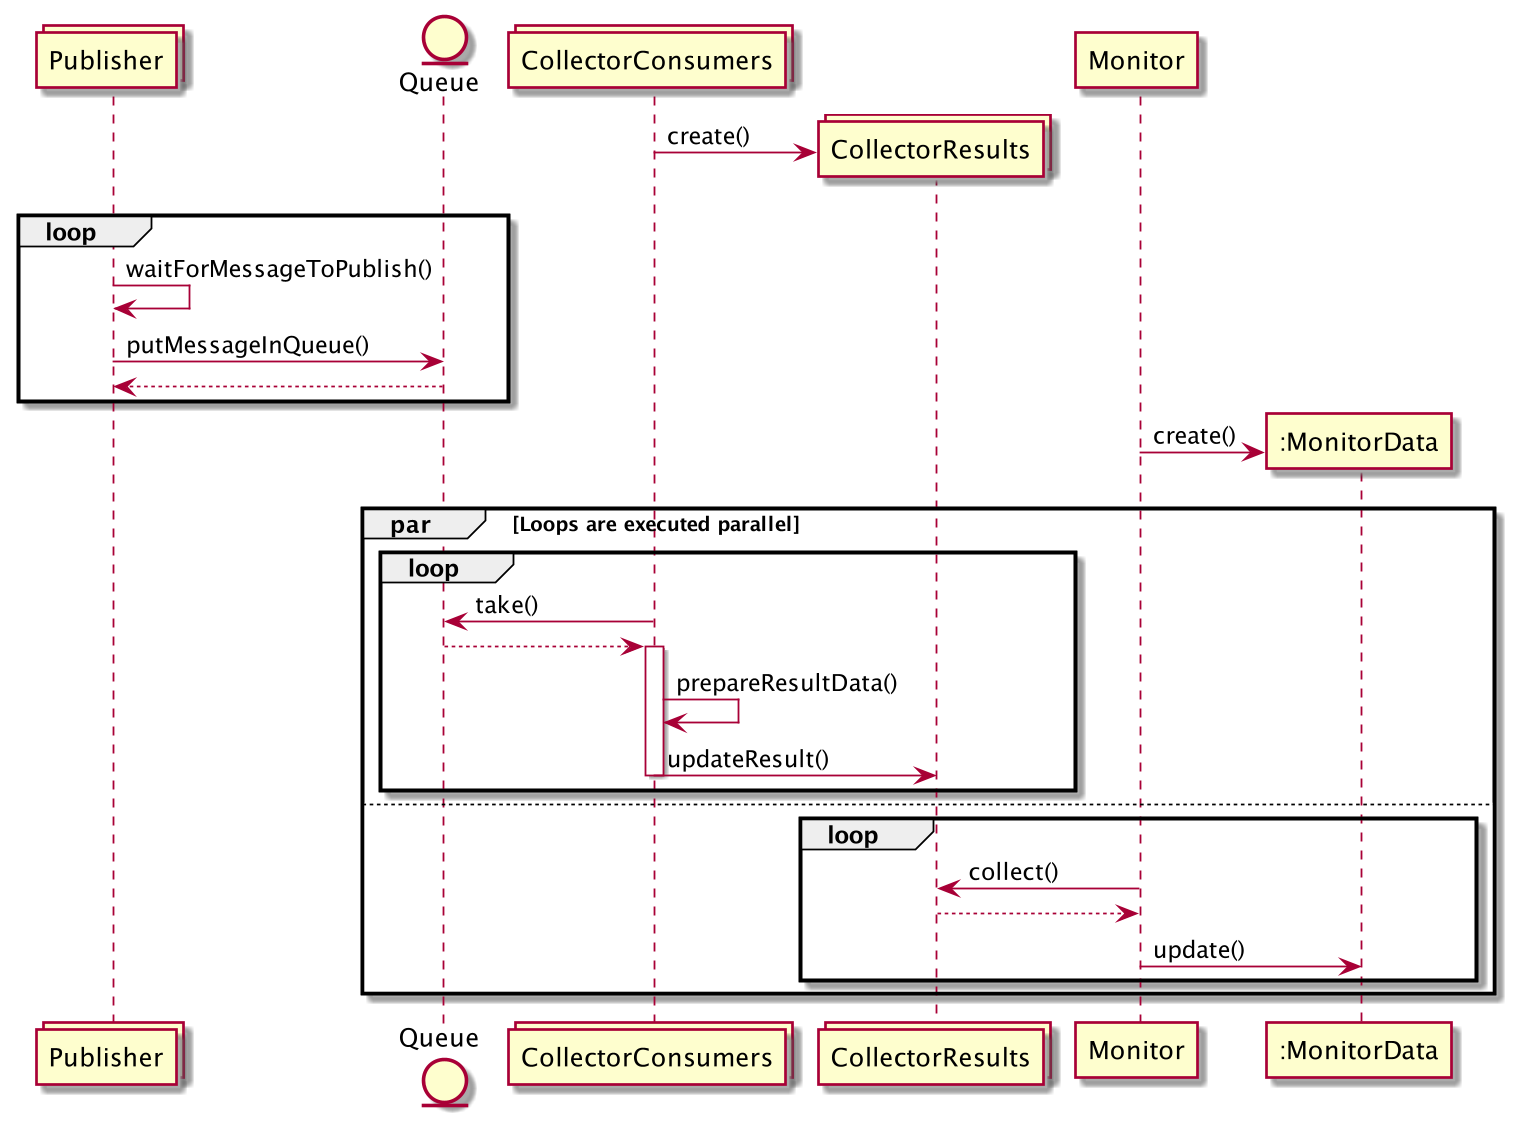 Publisher
Queue
CollectorConsumers
Monitor
create()
CollectorResults
loop
waitForMessageToPublish()
putMessageInQueue()
create()
:MonitorData
par
[Loops are executed parallel]
loop
take()
prepareResultData()
updateResult()
loop
collect()
update()
Publisher
Queue
CollectorConsumers
CollectorResults
Monitor
:MonitorData